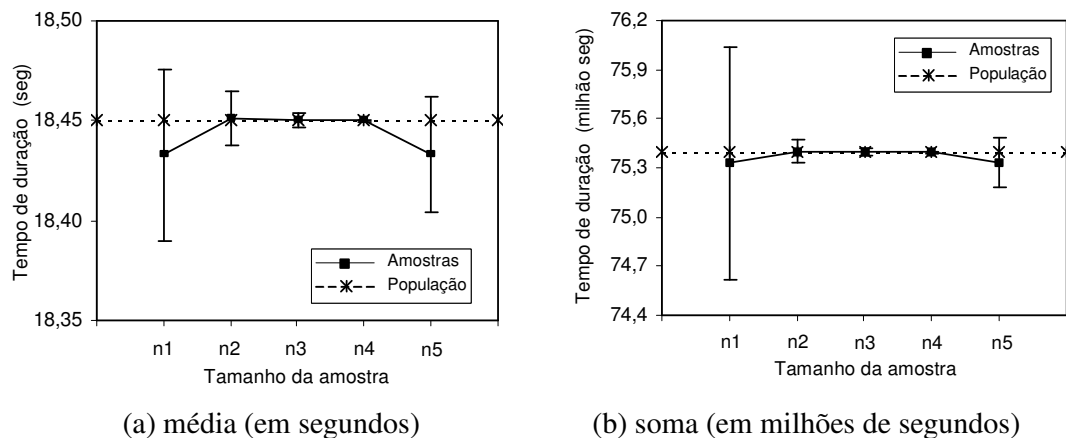 18,50
18,45
18,40
18,35
Tempo de duração (seg)
n1 n2 n3 n4 n5
Tamanho da amostra
Amostras
População
(a) média (em segundos)
76,2
75,9
75,6
75,3
75,0
74,7
74,4
Tempo de duração (milhão seg)
n1 n2 n3 n4 n5
Tamanho da amostra
Amostras
População
(b) soma (em milhões de segundos)